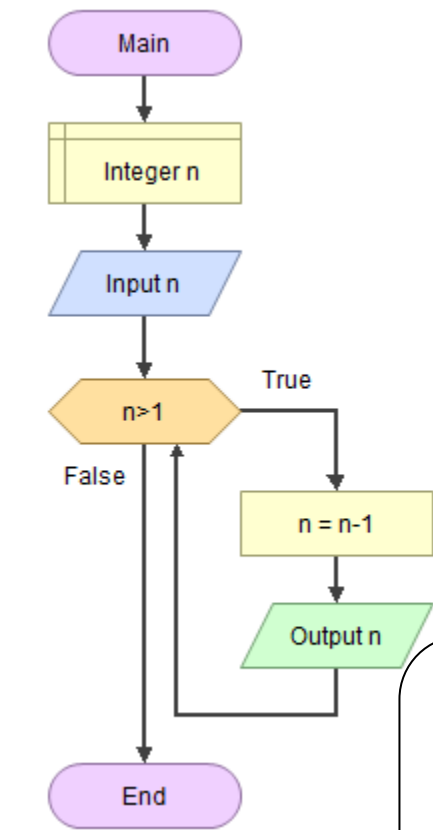 Main
Integer n
Input n
n>1
True
False
n = n-1
Output n
End